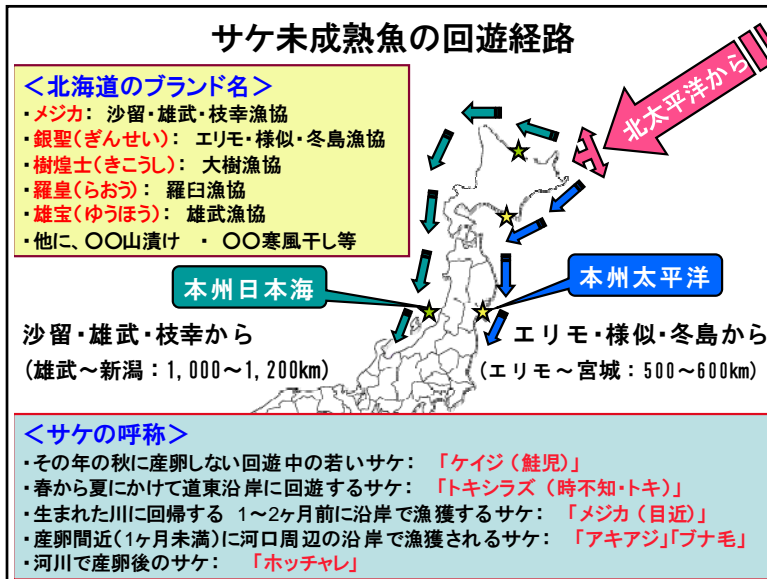 サケ未成熟魚の回遊経路
＜北海道のブランド名＞
・メジカ： 沙留・雄武・枝幸漁協
・銀聖（ぎんせい）： エリモ・様似・冬島漁協
・樹煌士（きこうし）： 大樹漁協
・羅皇（らおう）： 羅臼漁協
・雄宝（ゆうほう）： 雄武漁協
・他に、〇〇山漬け ・ 〇〇寒風干し等
北太平洋から
本州日本海
本州太平洋
沙留・雄武・枝幸から
（雄武～新潟：1,000～1,200km）
エリモ・様似・冬島から
（エリモ～宮城：500～600km）
＜サケの呼称＞
・その年の秋に産卵しない回遊中の若いサケ： 「ケイジ（鮭児）」
・春から夏にかけて道東沿岸に回遊するサケ： 「トキシラズ（時不知・トキ）」
・生まれた川に回帰する 1～2ヶ月前に沿岸で漁獲するサケ： 「メジカ（目近）」
・産卵間近（1ヶ月未満）に河口周辺の沿岸で漁獲されるサケ： 「アキアジ」「ブナ毛」
・河川で産卵後のサケ： 「ホッチャレ」